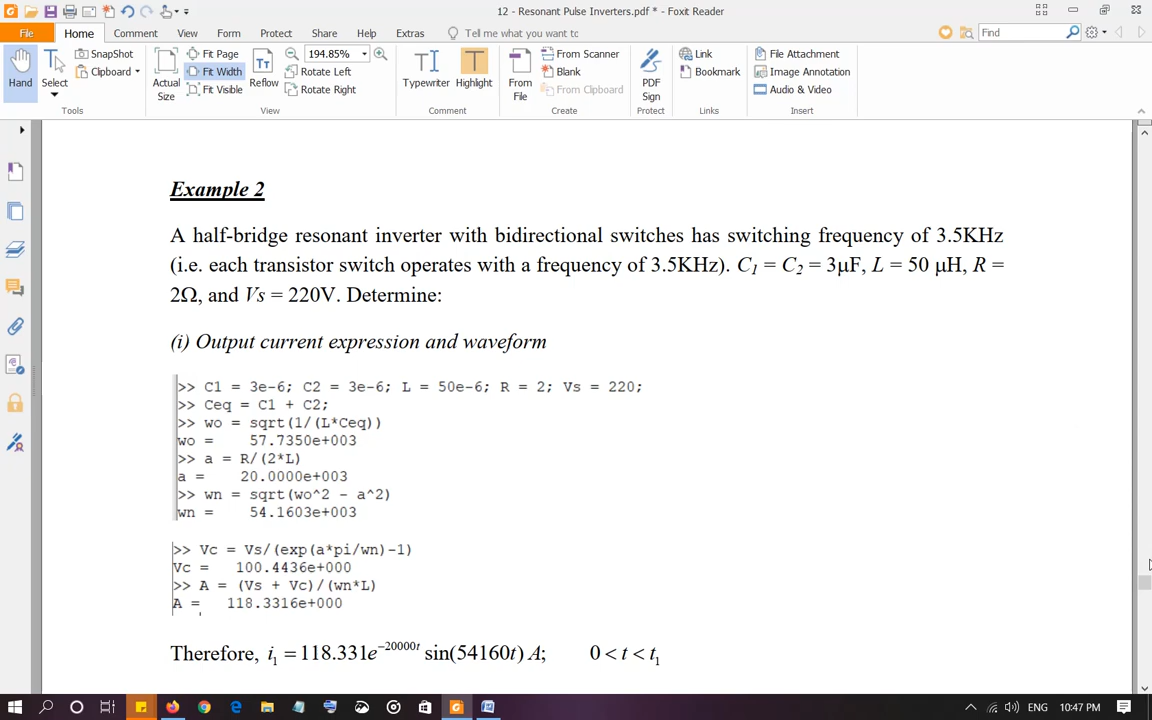 12 - Resonant Pulse Inverters.pdf * - Foxit Reader
File Home Comment View Form Protect Share Help Extras Tell me what you want tc Find
Hand
Select
SnapShot
Clipboard
Tools
Actual Size
Fit Page
Fit Width
Fit Visible
Reflow
194.85%
Rotate Left
Rotate Right
View
Typewriter
Highlight
Comment
From File
From Scanner
Blank
From Clipboard
Create
PDF Sign
Protect
Link
Bookmark
Links
File Attachment
Image Annotation
Audio & Video
Insert
Example 2
A half-bridge resonant inverter with bidirectional switches has switching frequency of 3.5KHz
(i.e. each transistor switch operates with a frequency of 3.5KHz). C1 = C2 = 3μF, L = 50 μH, R =
2Ω, and Vs = 220V. Determine:
(i) Output current expression and waveform
>> C1 = 3e-6; C2 = 3e-6; L = 50e-6; R = 2; Vs = 220;
>> Ceq = C1 + C2;
>> wo = sqrt(1/(L*Ceq))
wo = 57.7350e+003
>> a = R/(2*L)
a = 20.0000e+003
>> wn = sqrt(wo^2 - a^2)
wn = 54.1603e+003
>> Vc = Vs/(exp(a*pi/wn)-1)
Vc = 100.4436e+000
>> A = (Vs + Vc)/(wn*L)
A = 118.3316e+000
Therefore, i₁ = 118.331e⁻²⁰⁰⁰⁰ᵗ sin(54160t) A; 0 < t < t₁
ENG 10:47 PM